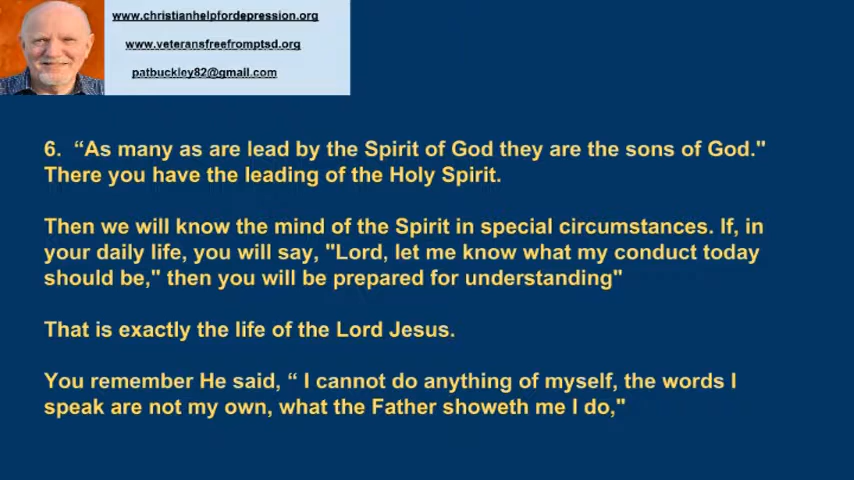 www.christianhelpfordepression.org
www.veteransfreefromptsd.org
patbuckley82@gmail.com
6.  “As many as are lead by the Spirit of God they are the sons of God."
There you have the leading of the Holy Spirit.
Then we will know the mind of the Spirit in special circumstances. If, in
your daily life, you will say, "Lord, let me know what my conduct today
should be," then you will be prepared for understanding"
That is exactly the life of the Lord Jesus.
You remember He said, “ I cannot do anything of myself, the words I
speak are not my own, what the Father showeth me I do,"